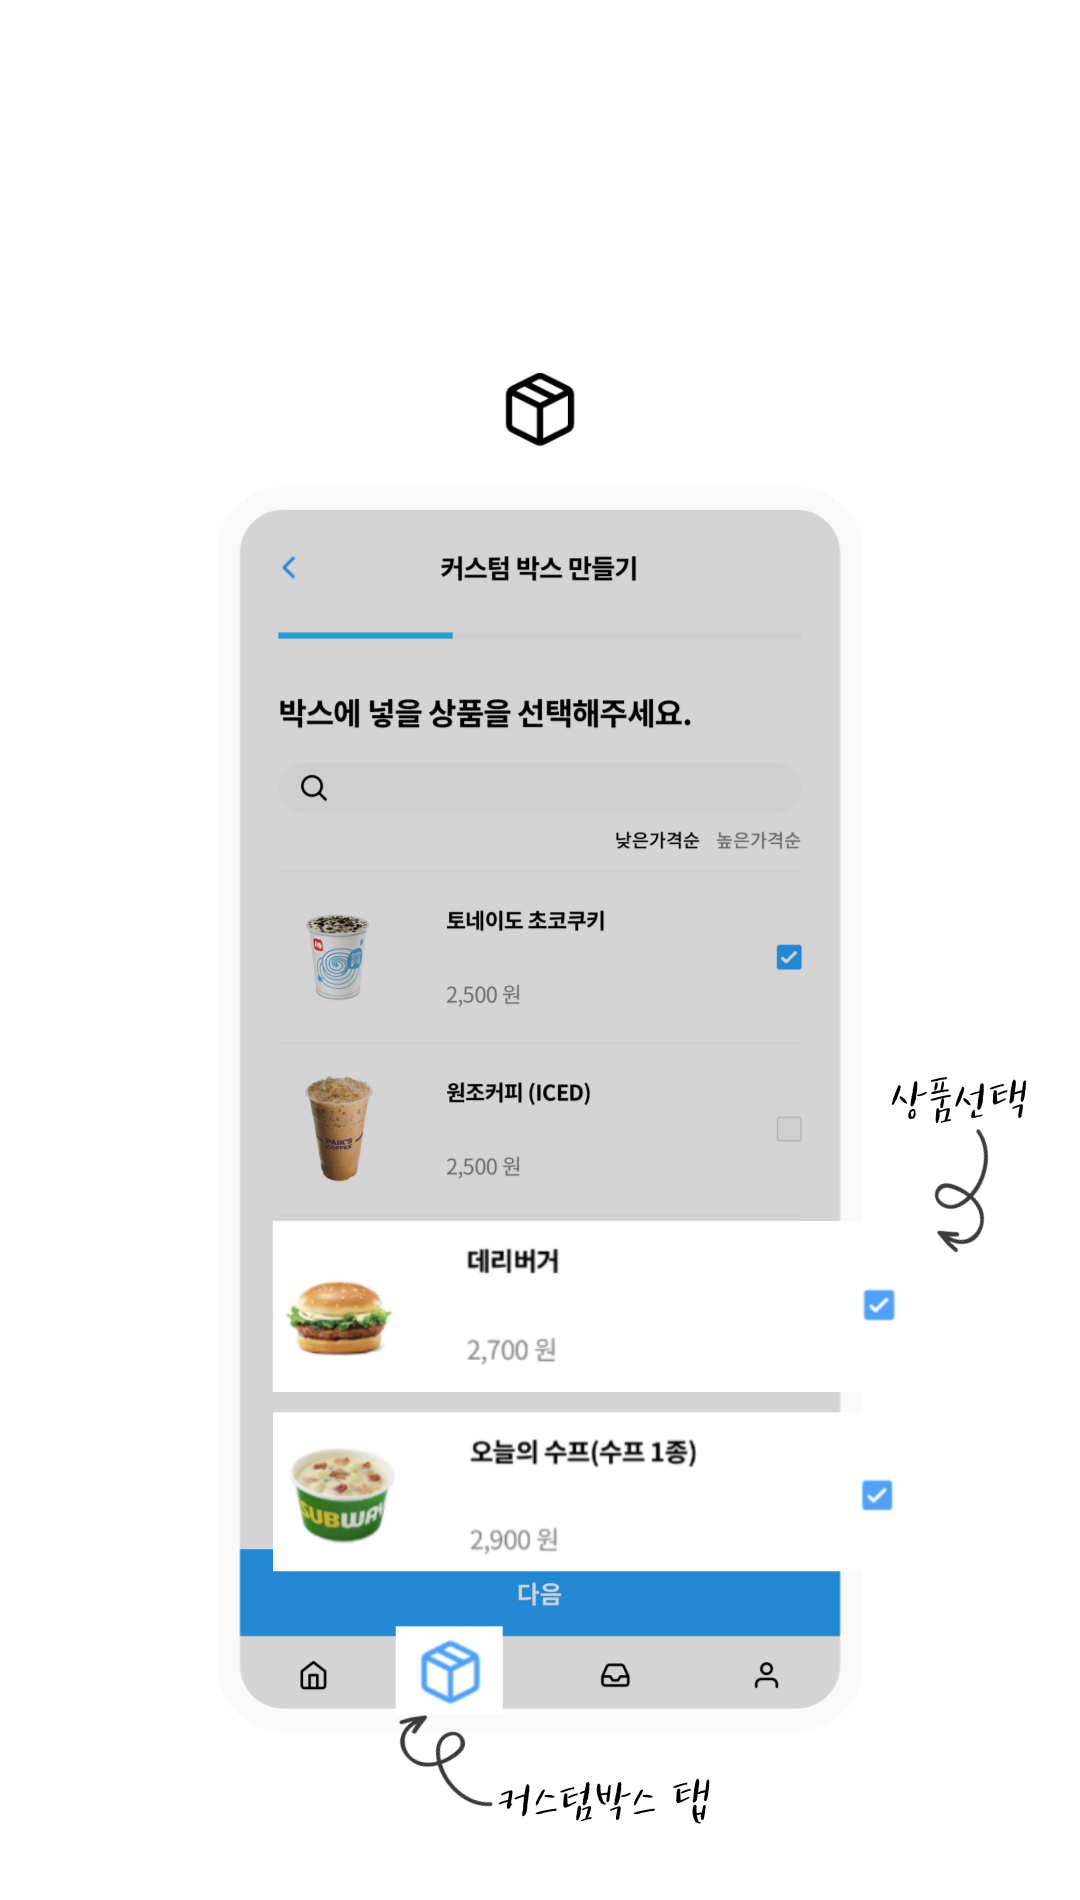 커스텀 박스 만들기
박스에 넣을 상품을 선택해주세요.
낮은가격순 높은가격순
토네이도 초코쿠키
2,500 원
원조커피 (ICED)
PAIK'S
COFFEE
2,500 원
상품선택
데리버거
2,700 원
오늘의 수프(수프 1종)
SUBWAY
2,900 원
다음
커스텀박스 탭